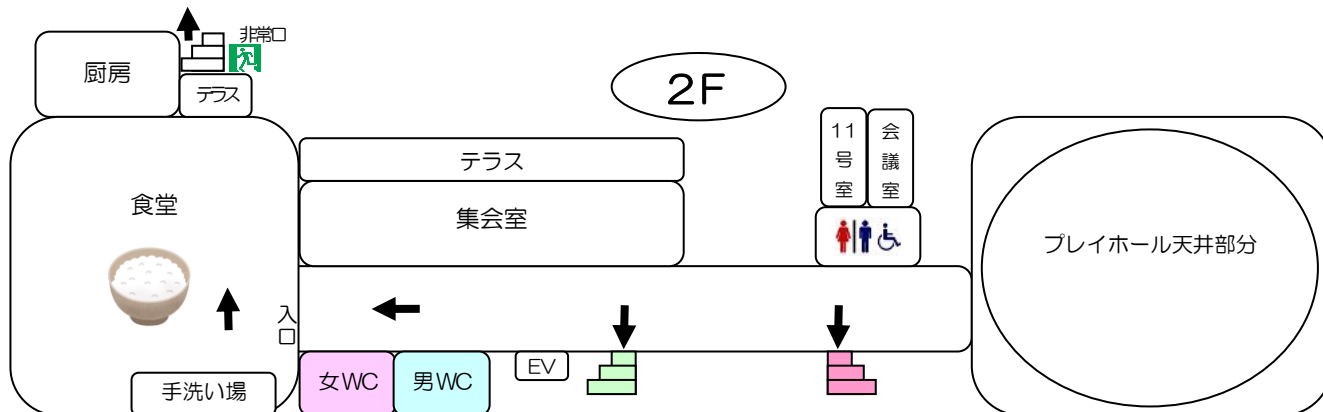 非常口
厨房
テラス
2F
11号室
会議室
テラス
食堂
集会室
プレイホール天井部分
入口
女WC
男WC
EV
手洗い場